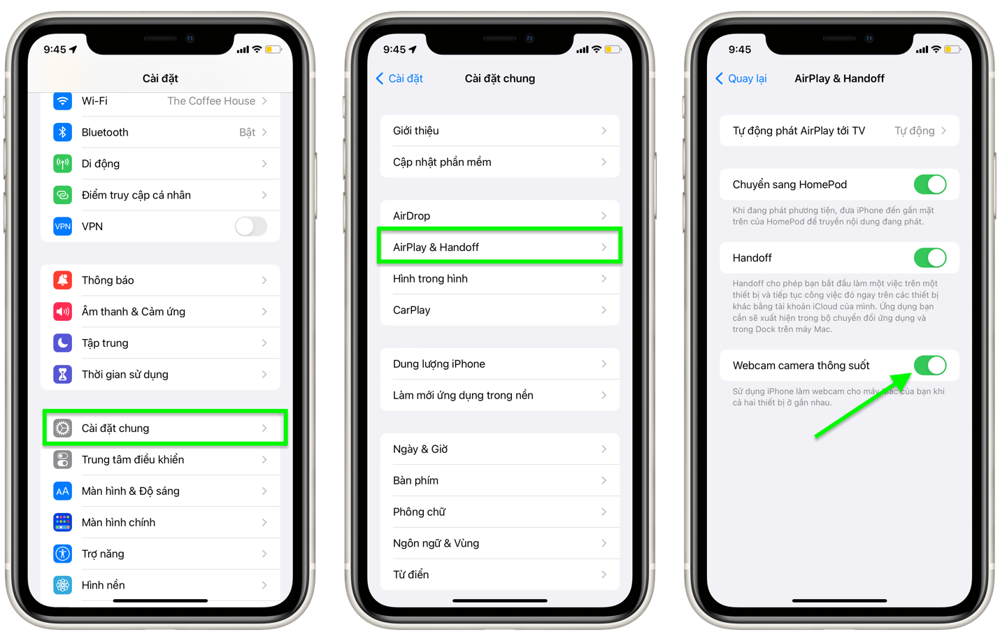 9:45
Cài đặt
Wi-Fi The Coffee House
Bluetooth Bật
Di động
Điểm truy cập cá nhân
VPN VPN
Thông báo
Âm thanh & Cảm ứng
Tập trung
Thời gian sử dụng
Cài đặt chung
Trung tâm điều khiển
AA Màn hình & Độ sáng
Màn hình chính
Trợ năng
Hình nền
9:45
Cài đặt Cài đặt chung
Giới thiệu
Cập nhật phần mềm
AirDrop
AirPlay & Handoff
Hình trong hình
CarPlay
Dung lượng iPhone
Làm mới ứng dụng trong nền
Ngày & Giờ
Bàn phím
Phông chữ
Ngôn ngữ & Vùng
Từ điển
9:45
Quay lại AirPlay & Handoff
Tự động phát AirPlay tới TV Tự động
Chuyển sang HomePod
Khi đang phát phương tiện, đưa iPhone đến gần mặt
trên của HomePod để truyền nội dung đang phát.
Handoff
Handoff cho phép bạn bắt đầu làm một việc trên một
thiết bị và tiếp tục công việc đó ngay trên các thiết bị
khác bằng tài khoản iCloud của mình. Ứng dụng bạn
cần sẽ xuất hiện trong bộ chuyển đổi ứng dụng và
trong Dock trên máy Mac.
Webcam camera thông suốt
Sử dụng iPhone làm webcam cho máy Mac của bạn khi
cả hai thiết bị ở gần nhau.